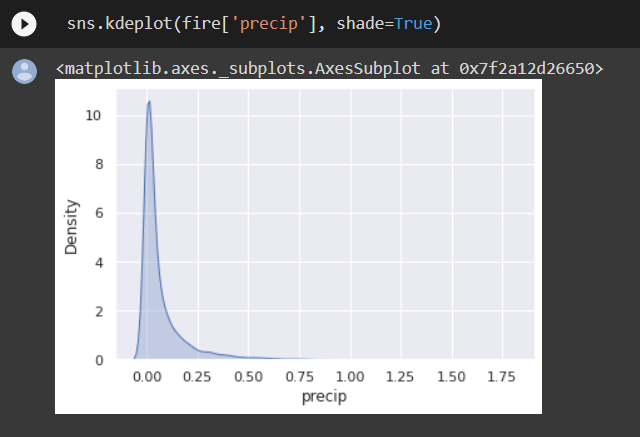 sns.kdeplot(fire['precip'], shade=True)
<matplotlib.axes._subplots.AxesSubplot at 0x7f2a12d26650>
10
8
6
4
2
0
Density
0.00 0.25 0.50 0.75 1.00 1.25 1.50 1.75
precip